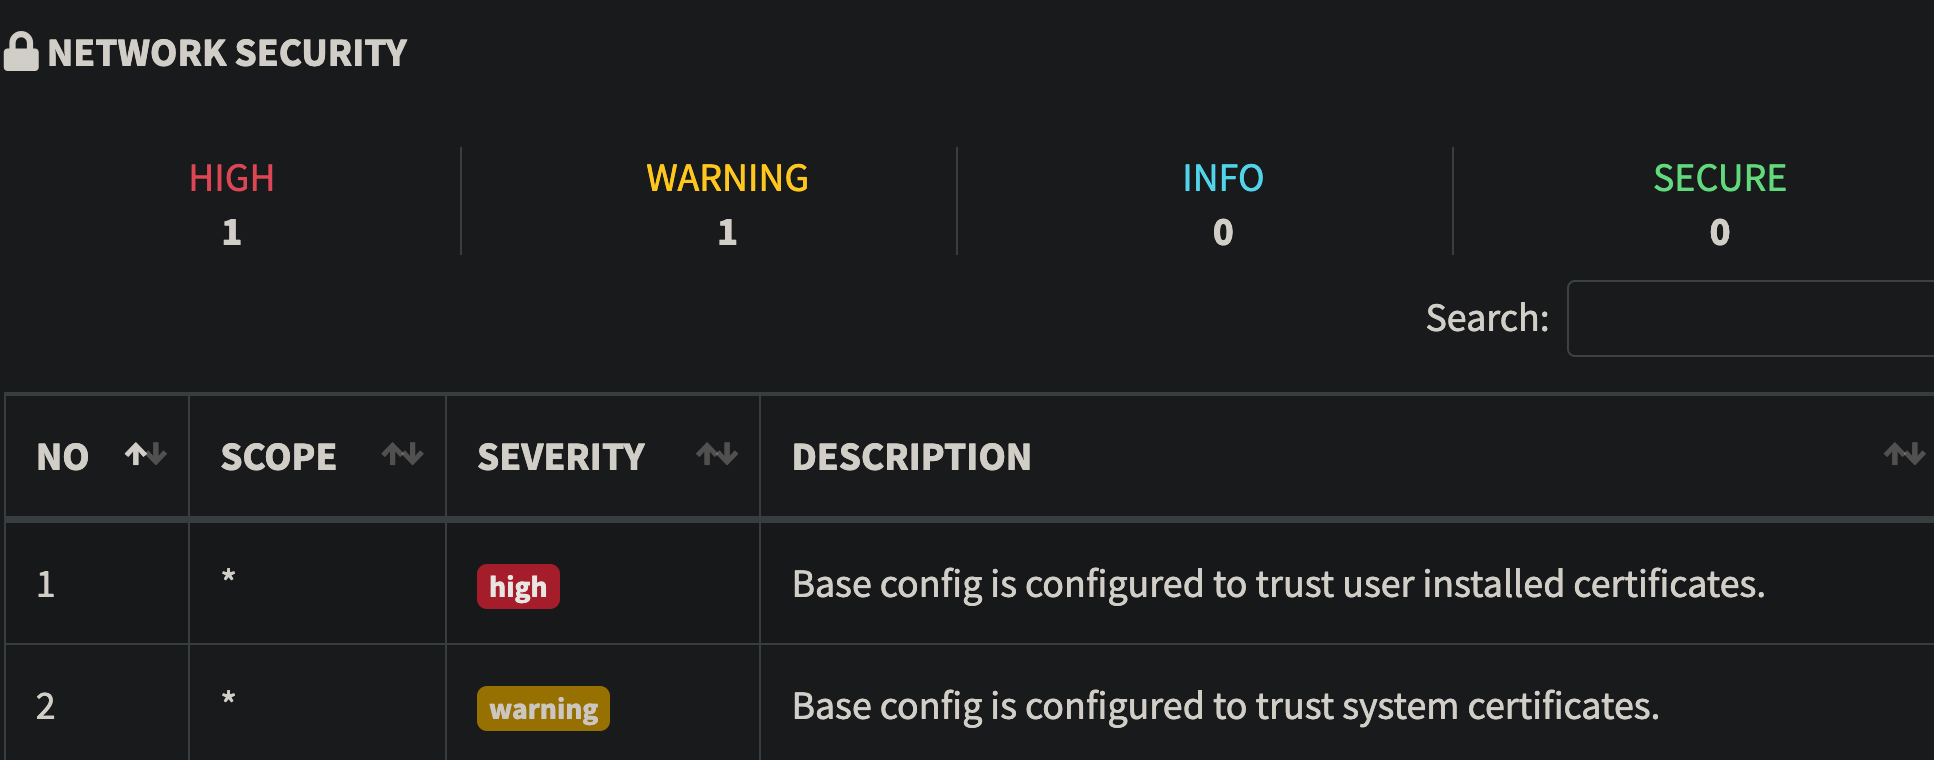 NETWORK SECURITY
HIGH WARNING INFO SECURE
1 1 0 0
Search:
NO SCOPE SEVERITY DESCRIPTION
1 * high Base config is configured to trust user installed certificates.
2 * warning Base config is configured to trust system certificates.